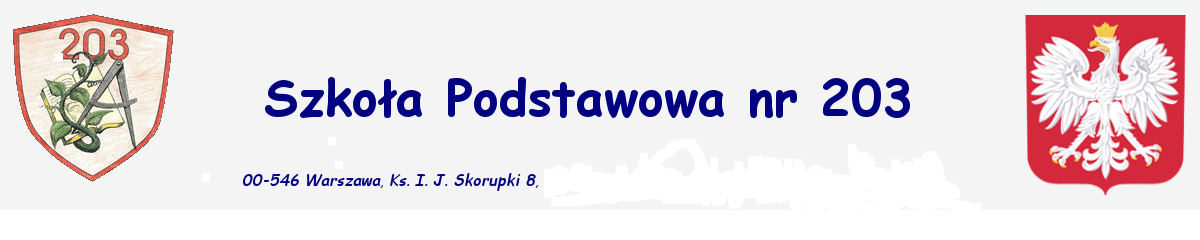 203
Szkoła Podstawowa nr 203
00-546 Warszawa, Ks. I. J. Skorupki 8,